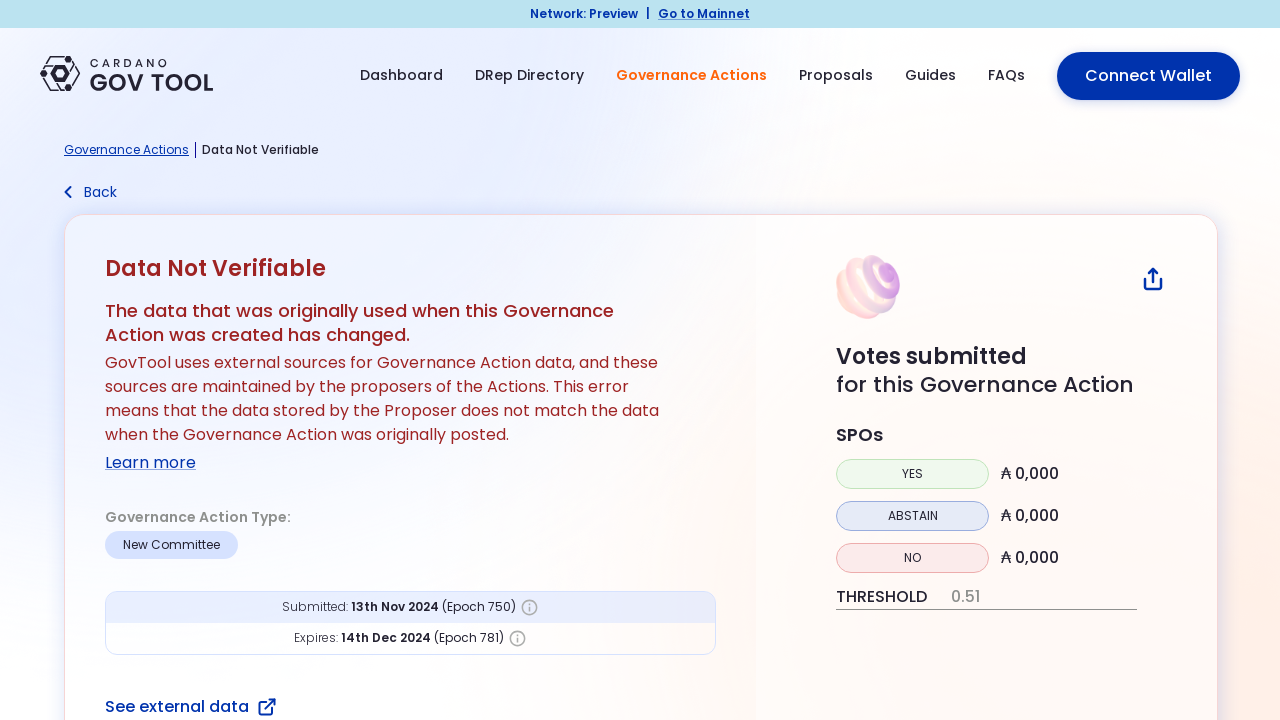 Network: Preview | Go to Mainnet
CARDANO
GOV TOOL
Dashboard
DRep Directory
Governance Actions
Proposals
Guides
FAQs
Connect Wallet
Governance Actions | Data Not Verifiable
Back
Data Not Verifiable
The data that was originally used when this Governance
Action was created has changed.
GovTool uses external sources for Governance Action data, and these
sources are maintained by the proposers of the Actions. This error
means that the data stored by the Proposer does not match the data
when the Governance Action was originally posted.
Learn more
Governance Action Type:
New Committee
Submitted: 13th Nov 2024 (Epoch 750)
Expires: 14th Dec 2024 (Epoch 781)
See external data
Votes submitted
for this Governance Action
SPOs
YES ₳ 0,000
ABSTAIN ₳ 0,000
NO ₳ 0,000
THRESHOLD 0.51